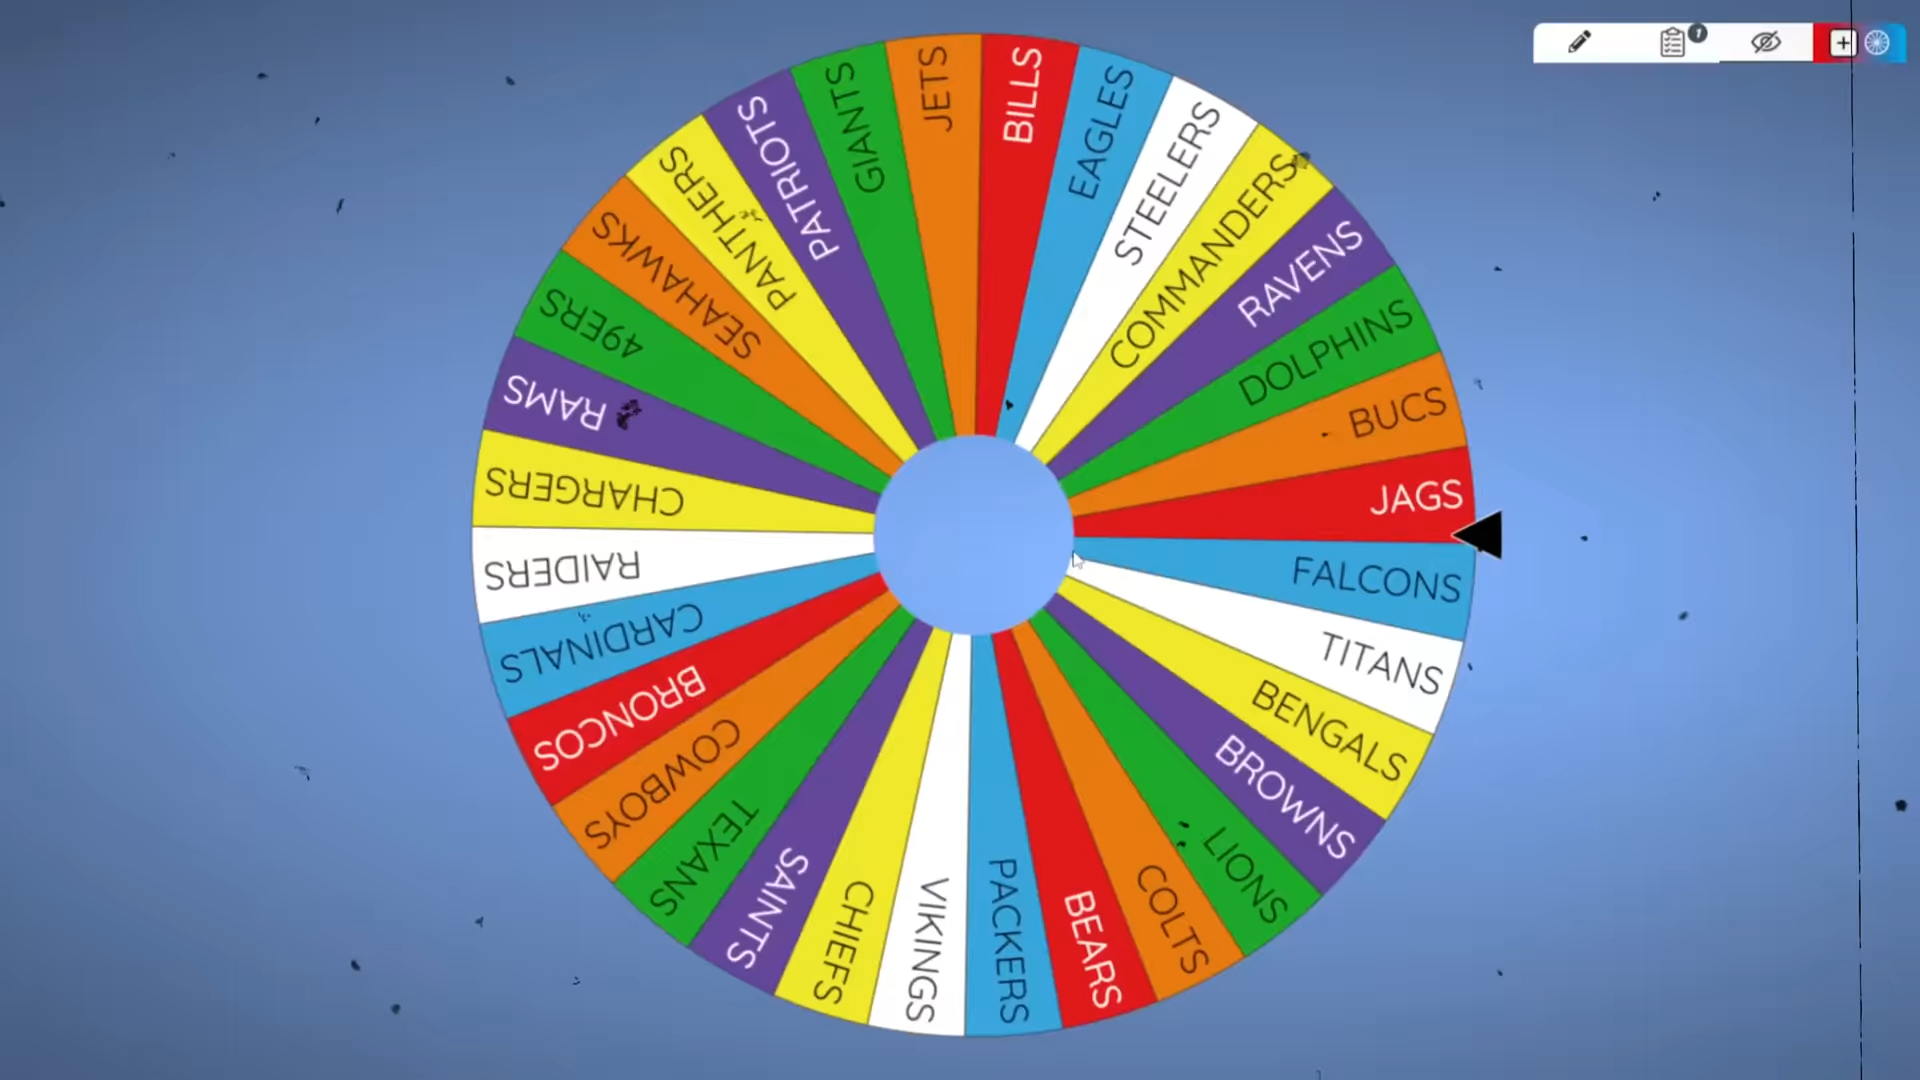 BILLS
EAGLES
STEELERS
COMMANDERS
RAVENS
DOLPHINS
BUCS
JAGS
FALCONS
TITANS
BENGALS
BROWNS
LIONS
COLTS
BEARS
PACKERS
VIKINGS
CHIEFS
SAINTS
TEXANS
COWBOYS
BRONCOS
CARDINALS
RAIDERS
CHARGERS
RAMS
49ERS
SEAHAWKS
PANTHERS
PATRIOTS
GIANTS
JETS
1